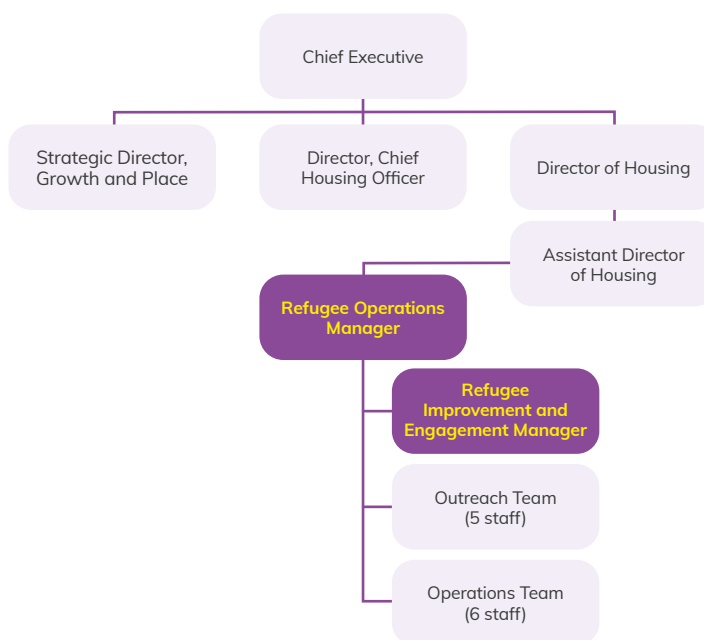 Chief Executive
Strategic Director,
Growth and Place
Director, Chief
Housing Officer
Director of Housing
Assistant Director
of Housing
Refugee Operations
Manager
Refugee
Improvement and
Engagement Manager
Outreach Team
(5 staff)
Operations Team
(6 staff)